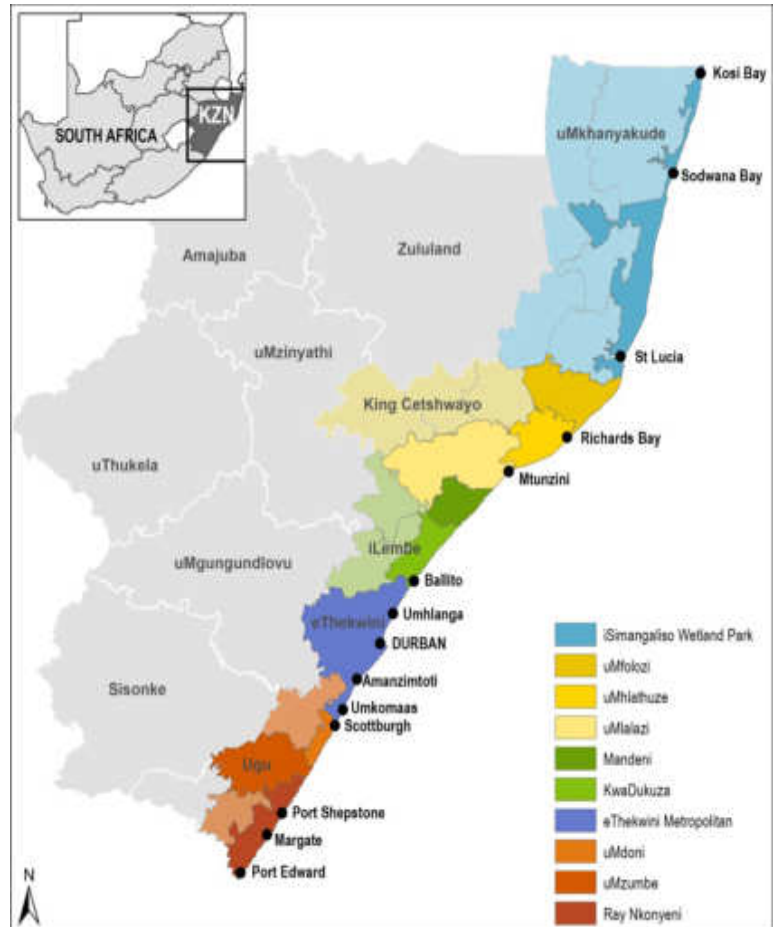 KZN
SOUTH AFRICA
Kosi Bay
uMkhanyakude
Sodwana Bay
Amajuba
Zululand
uMzinyathi
St Lucia
King Cetshwayo
Richards Bay
uThukela
Mtunzini
iLembe
uMgungundlovu
Ballito
eThekwini
Umhlanga
DURBAN
Sisonke
Amanzimtoti
Umkomaas
Scottburgh
Ugu
Port Shepstone
Margate
Port Edward
N
iSimangaliso Wetland Park
uMfolozi
uMhlathuze
uMlalazi
Mandeni
KwaDukuza
eThekwini Metropolitan
uMdoni
uMzumbe
Ray Nkonyeni